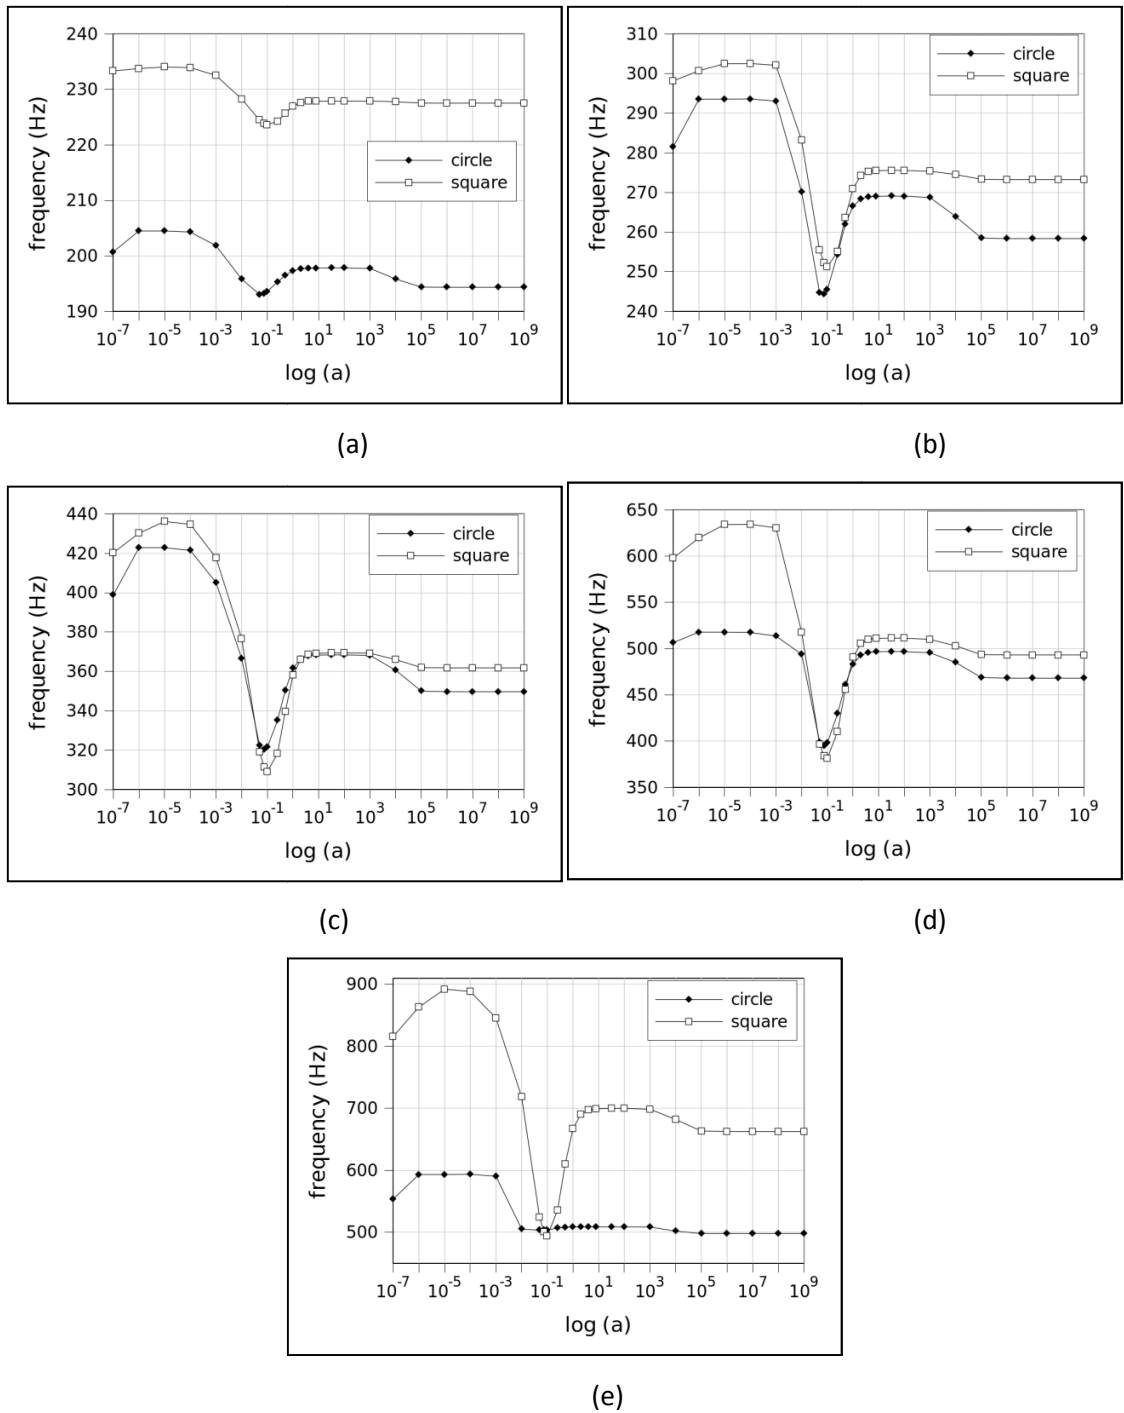 240
230
220
210
200
190
frequency (Hz)
circle
square
10-7 10-5 10-3 10-1 101 103 105 107 109
log (a)
(a)
310
300
290
280
270
260
250
240
frequency (Hz)
circle
square
10-7 10-5 10-3 10-1 101 103 105 107 109
log (a)
(b)
440
420
400
380
360
340
320
300
frequency (Hz)
circle
square
10-7 10-5 10-3 10-1 101 103 105 107 109
log (a)
(c)
650
600
550
500
450
400
350
frequency (Hz)
circle
square
10-7 10-5 10-3 10-1 101 103 105 107 109
log (a)
(d)
900
800
700
600
500
frequency (Hz)
circle
square
10-7 10-5 10-3 10-1 101 103 105 107 109
log (a)
(e)